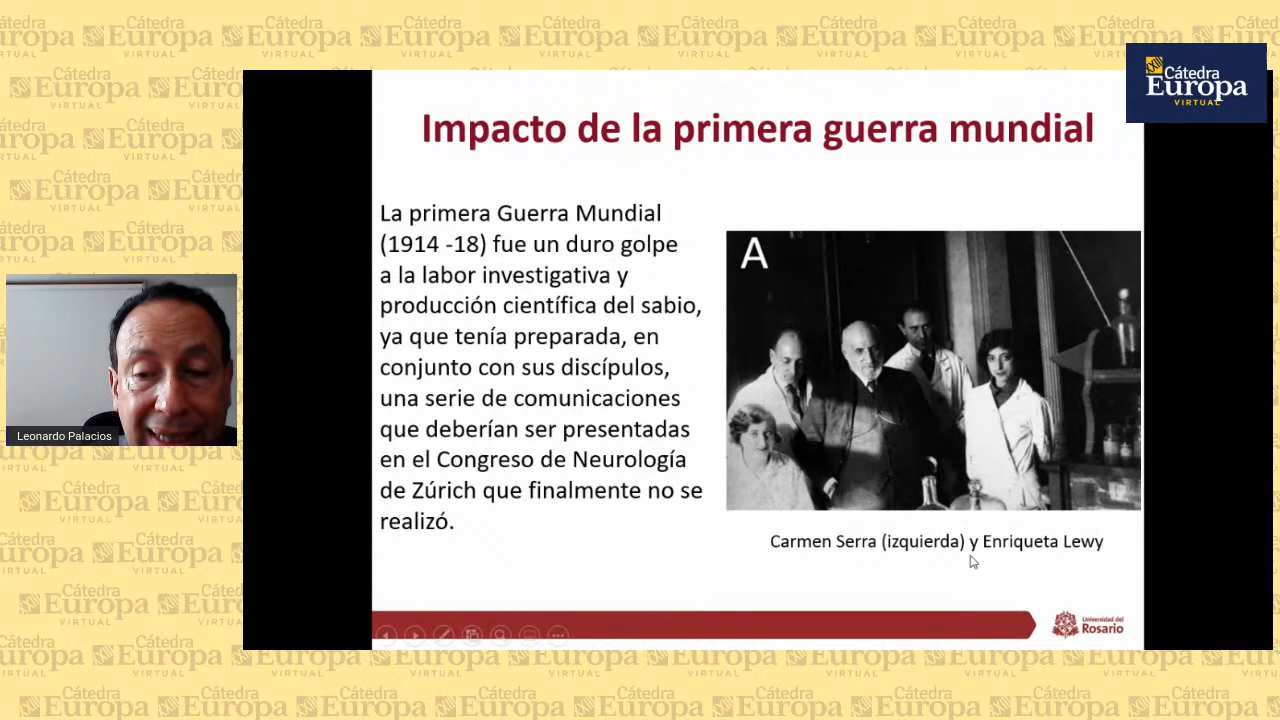 Cátedra
Europa
VIRTUAL
Impacto de la primera guerra mundial
La primera Guerra Mundial
(1914 -18) fue un duro golpe
a la labor investigativa y
producción científica del sabio,
ya que tenía preparada, en
conjunto con sus discípulos,
una serie de comunicaciones
que deberían ser presentadas
en el Congreso de Neurología
de Zúrich que finalmente no se
realizó.
A
Carmen Serra (izquierda) y Enriqueta Lewy
Leonardo Palacios
Universidad del
Rosario